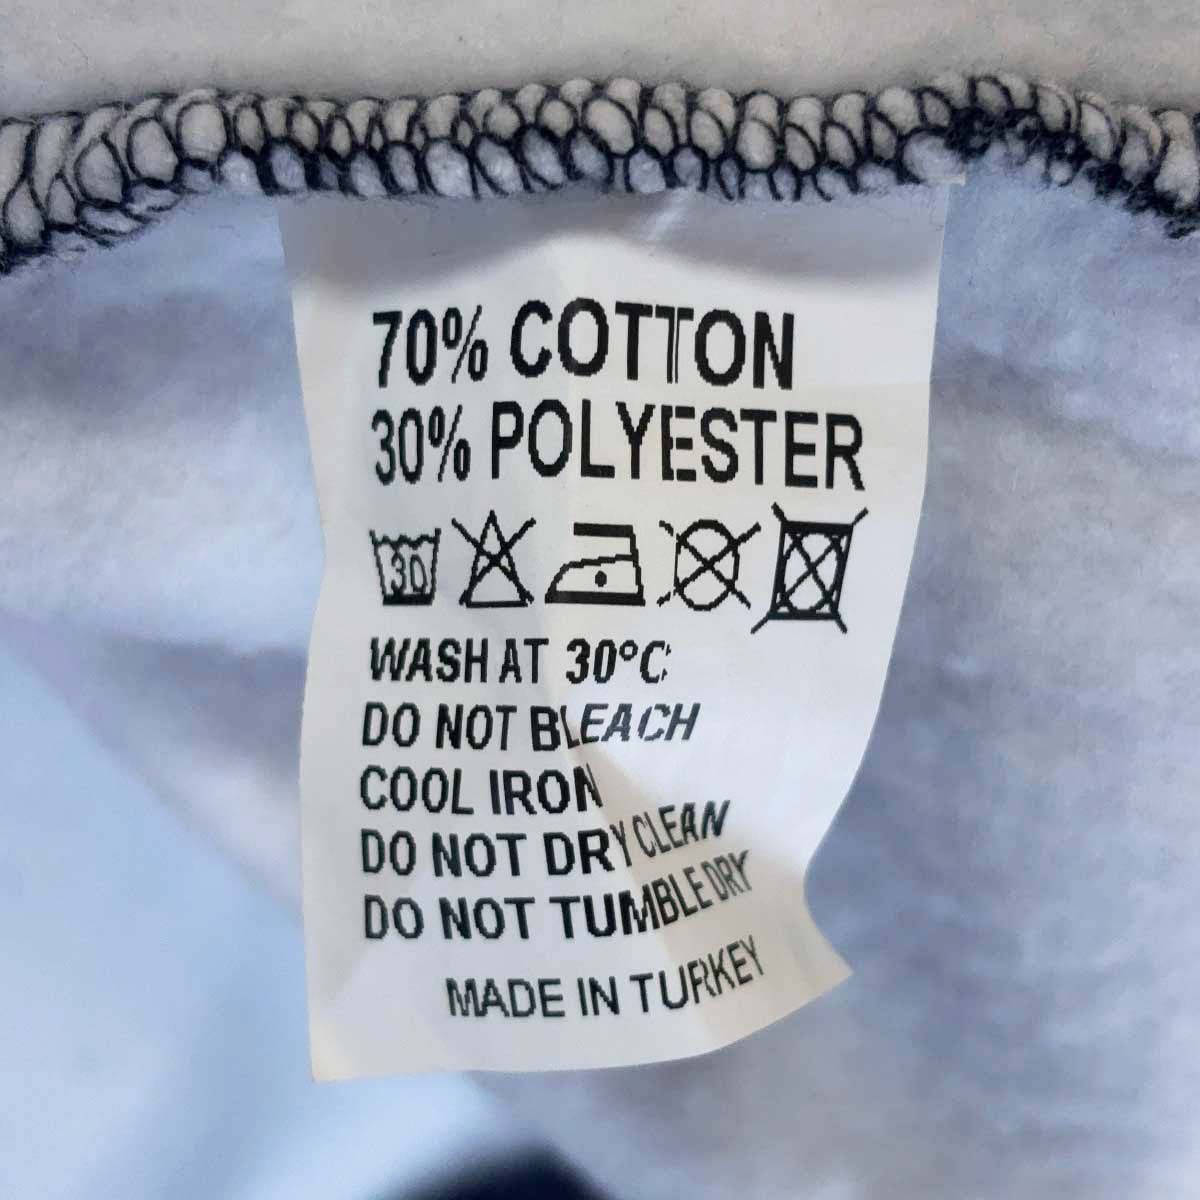 70% COTTON
30% POLYESTER
30
WASH AT 30°C
DO NOT BLEACH
COOL IRON
DO NOT DRY CLEAN
DO NOT TUMBLE DRY
MADE IN TURKEY